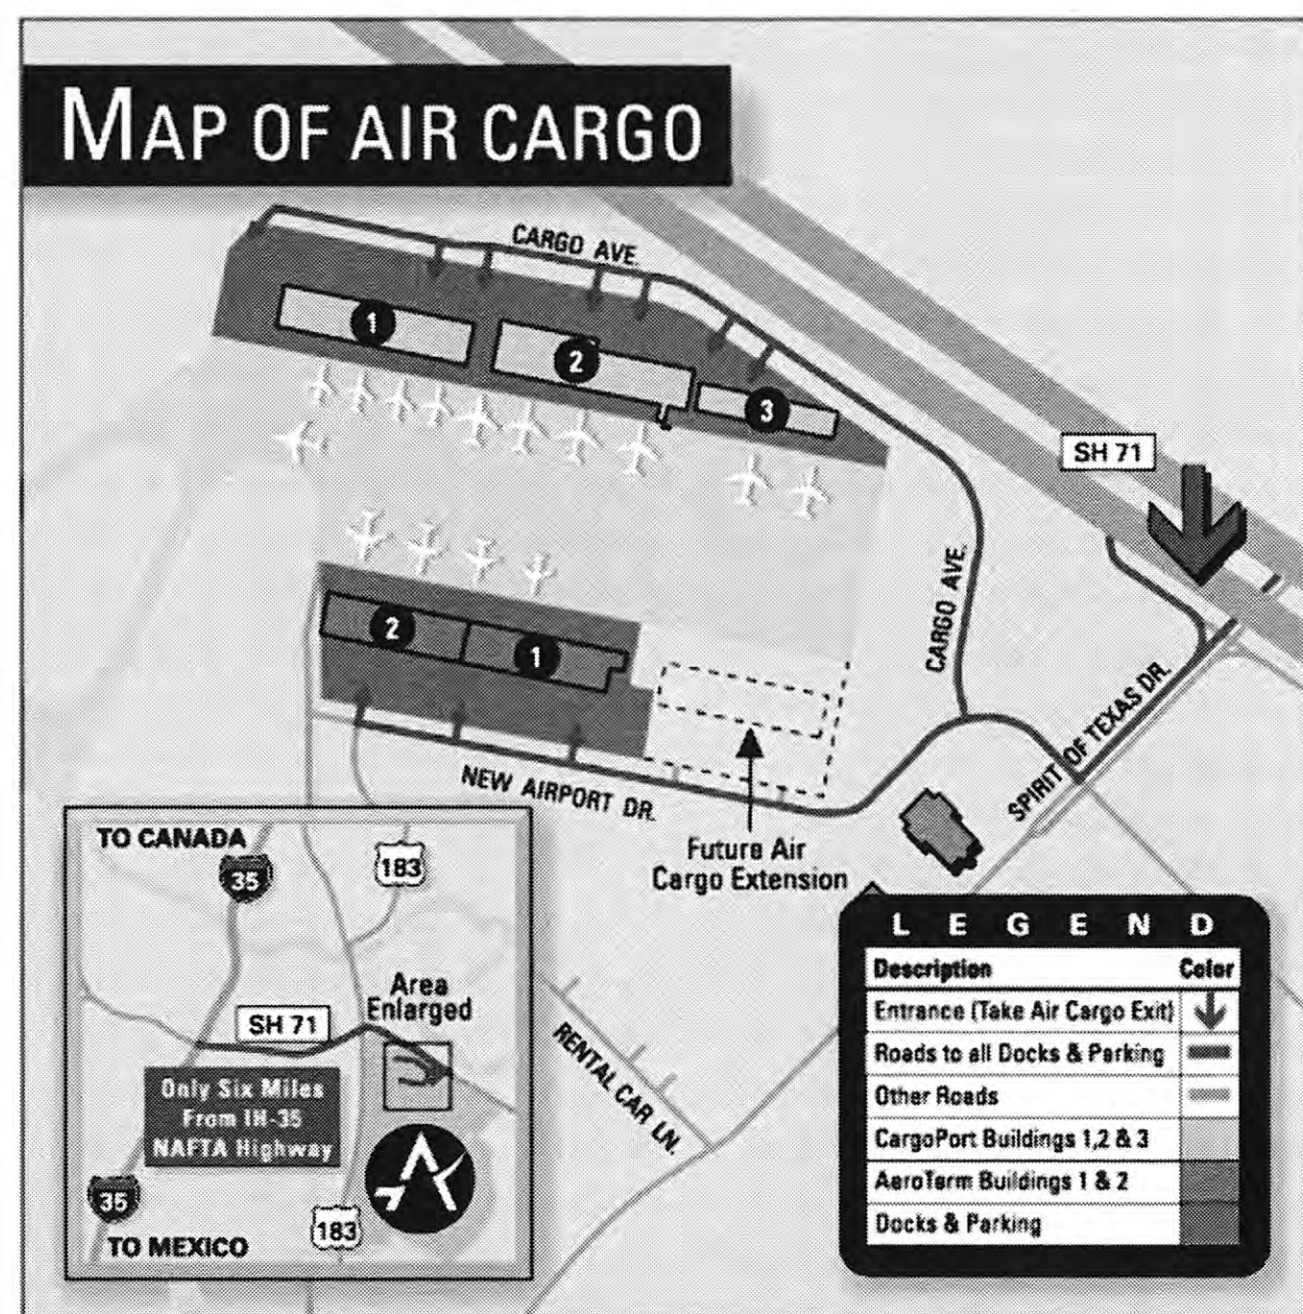 MAP OF AIR CARGO
CARGO AVE.
1
2
3
SH 71
CARGO AVE.
2
1
SPIRIT OF TEXAS DR.
NEW AIRPORT DR.
Future Air
Cargo Extension
TO CANADA
35
183
Area
Enlarged
SH 71
Only Six Miles
From IH-35
NAFTA Highway
35
183
TO MEXICO
RENTAL CAR LN.
LEGEND
Description Color
Entrance (Take Air Cargo Exit)
Roads to all Docks & Parking
Other Roads
CargoPort Buildings 1,2 & 3
AeroTerm Buildings 1 & 2
Docks & Parking